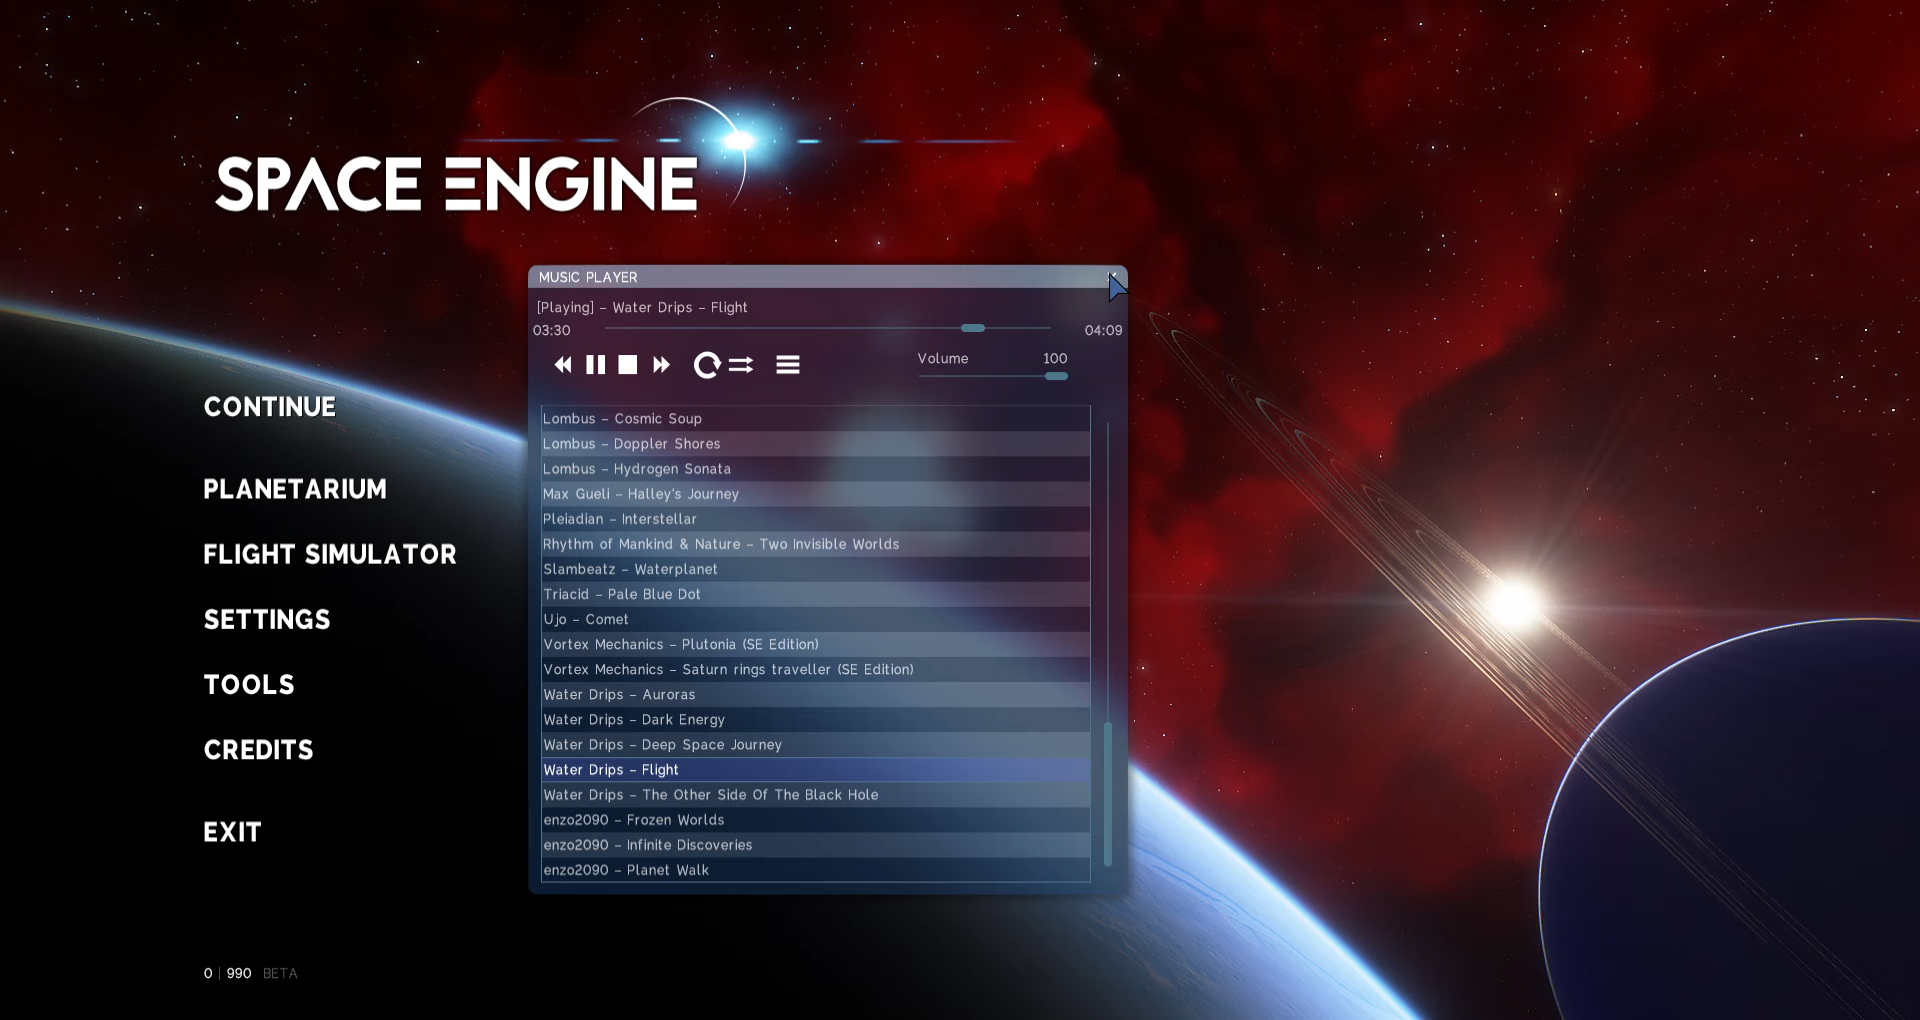 SPACE ENGINE
MUSIC PLAYER
[Playing] – Water Drips – Flight
03:30
04:09
Volume 100
Lombus – Cosmic Soup
Lombus – Doppler Shores
Lombus – Hydrogen Sonata
Max Gueli – Halley's Journey
Pleiadian – Interstellar
Rhythm of Mankind & Nature – Two Invisible Worlds
Slambeatz – Waterplanet
Triacid – Pale Blue Dot
Ujo – Comet
Vortex Mechanics – Plutonia (SE Edition)
Vortex Mechanics – Saturn rings traveller (SE Edition)
Water Drips – Auroras
Water Drips – Dark Energy
Water Drips – Deep Space Journey
Water Drips – Flight
Water Drips – The Other Side Of The Black Hole
enzo2090 – Frozen Worlds
enzo2090 – Infinite Discoveries
enzo2090 – Planet Walk
CONTINUE
PLANETARIUM
FLIGHT SIMULATOR
SETTINGS
TOOLS
CREDITS
EXIT
0 | 990 BETA